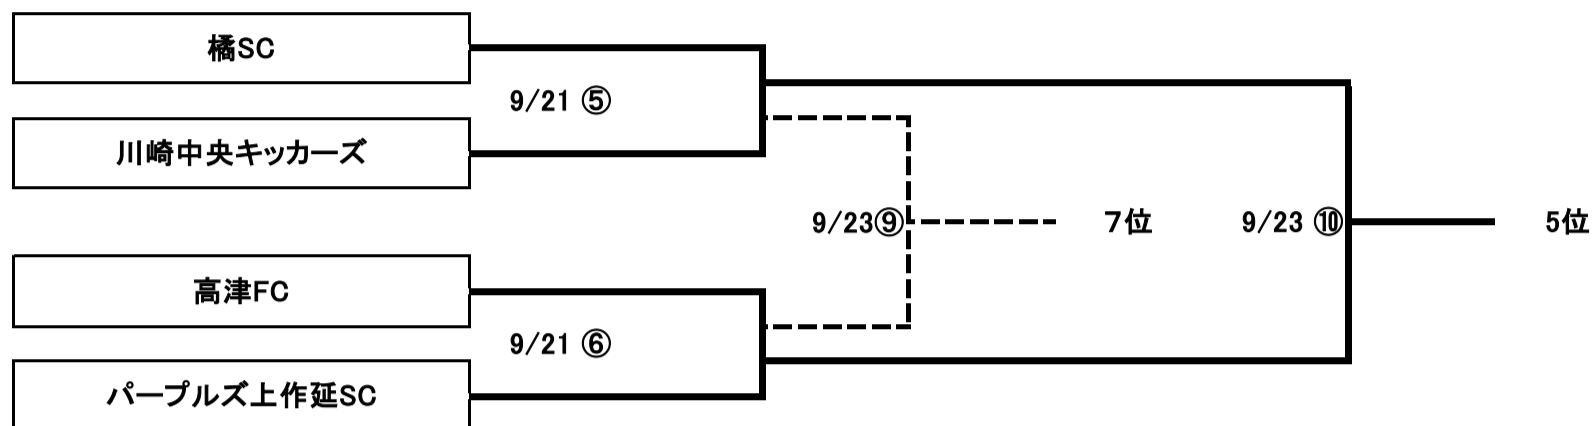 橘SC
9/21 ⑤
川崎中央キッカーズ
9/23⑨
7位
9/23 ⑩
5位
高津FC
9/21 ⑥
パープルズ上作延SC